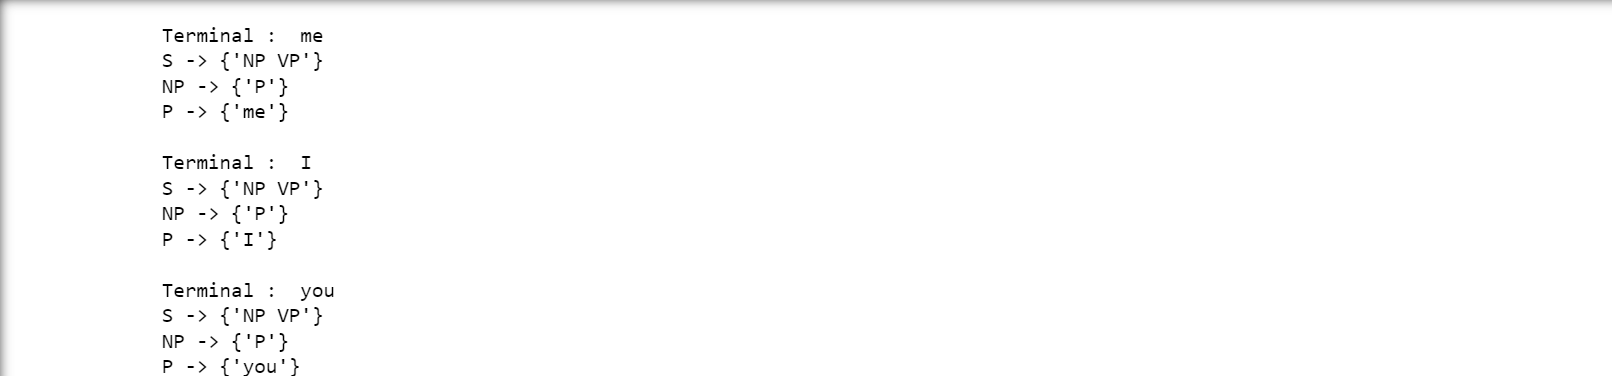 Terminal :  me
S -> {'NP VP'}
NP -> {'P'}
P -> {'me'}

Terminal :  I
S -> {'NP VP'}
NP -> {'P'}
P -> {'I'}

Terminal :  you
S -> {'NP VP'}
NP -> {'P'}
P -> {'you'}